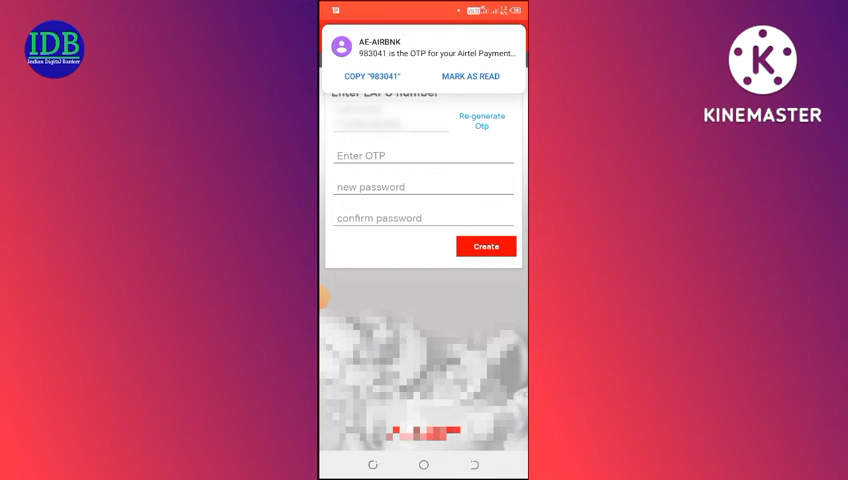 IDB
Indian Digital Banker
AE-AIRBNK
983041 is the OTP for your Airtel Payment...
COPY "983041"
MARK AS READ
Enter LAPU number
Re-generate
Otp
Enter OTP
new password
confirm password
Create
K
KINEMASTER